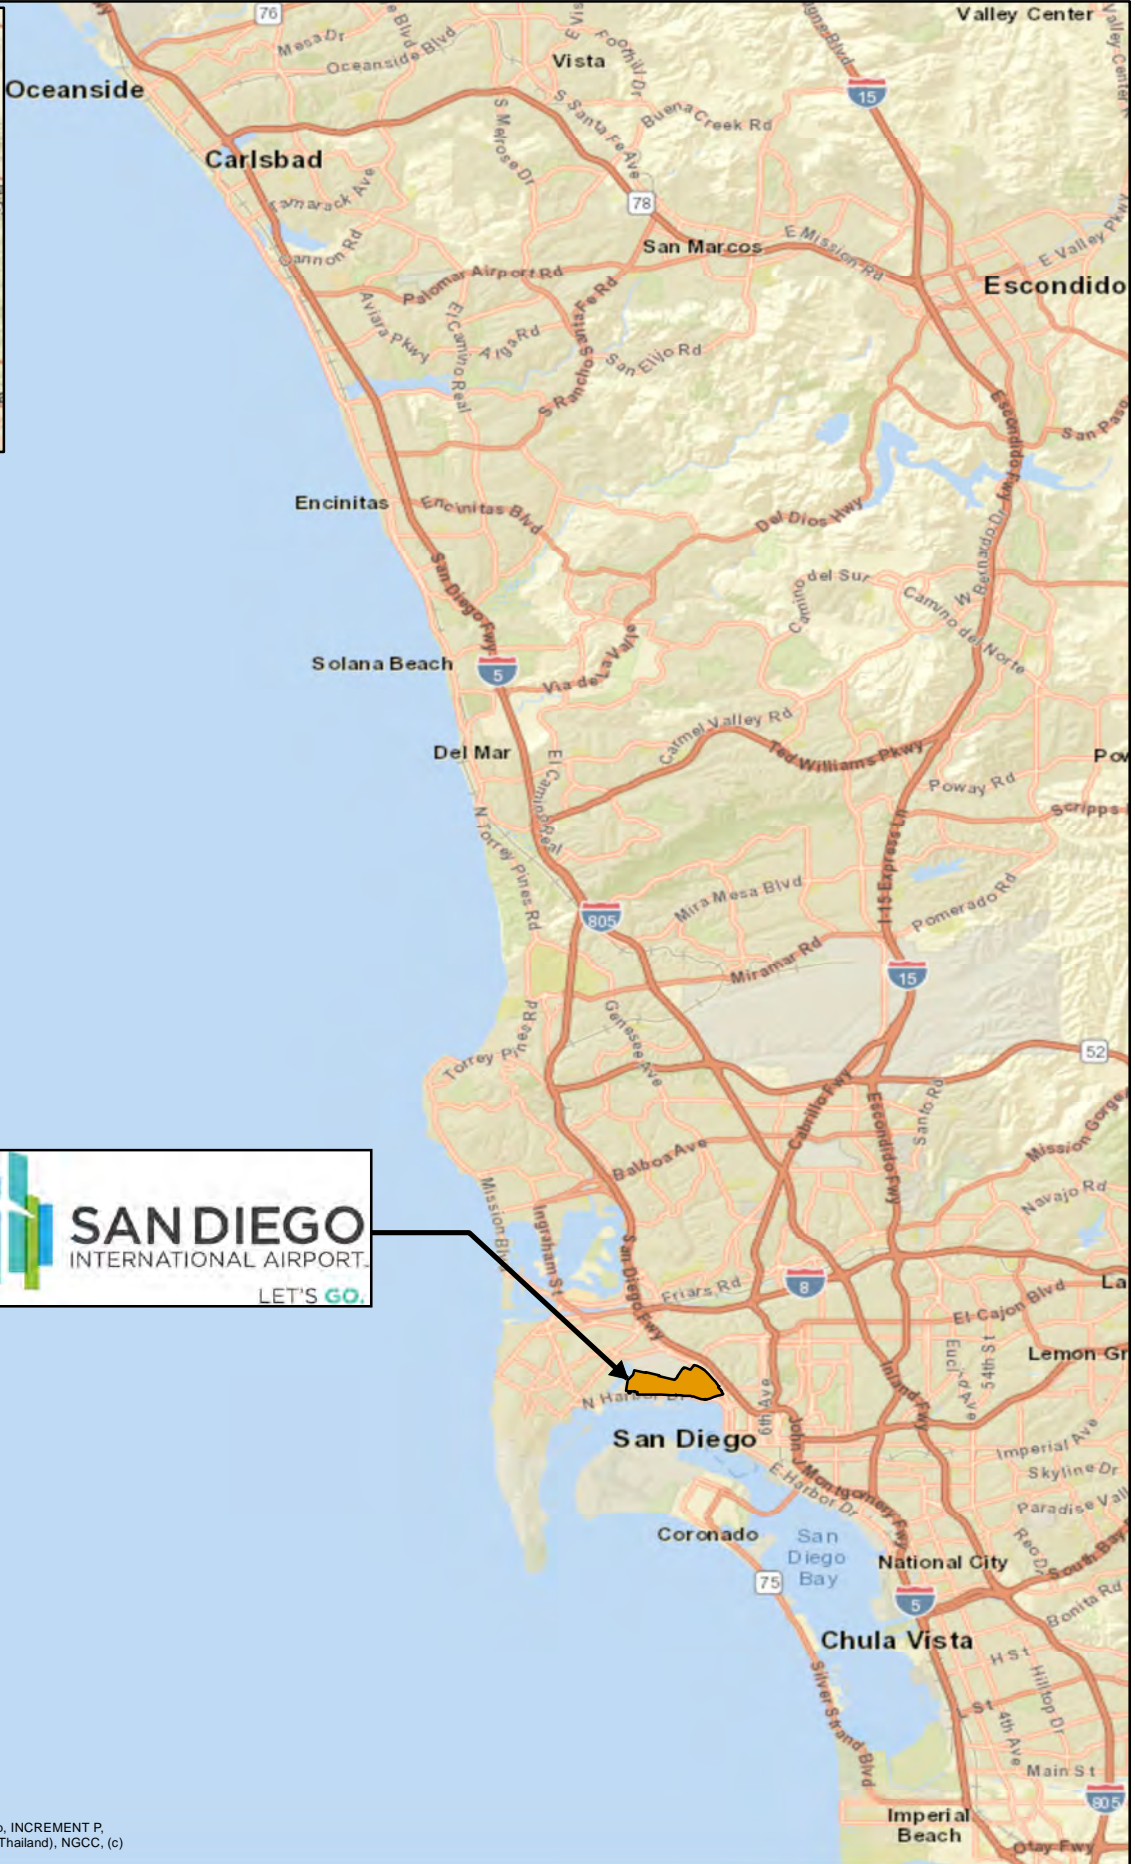 76
Valley Center
Mesa Dr
Oceanside Blvd
Vista
Foothill Dr
Oceanside
15
S Santa Fe Ave
Buena Creek Rd
S Melrose Dr
Carlsbad
Tamarack Ave
78
Cannon Rd
San Marcos
E Mission Rd
E Valley Pkwy
Palomar Airport Rd
Escondido
Aviara Pkwy
El Camino Real
Alga Rd
S Rancho Santa Fe Rd
San Elijo Rd
Escondido Fwy
Encinitas
Encinitas Blvd
Del Dios Hwy
W Bernardo Dr
San Diego Fwy
Camino del Sur
Camino del Norte
Solana Beach
5
Via de La Valle
Carmel Valley Rd
Del Mar
Ted Williams Pkwy
El Camino Real
Poway Rd
Scripps
N Torrey Pines Rd
I-15 Express Ln
Mira Mesa Blvd
Pomerado Rd
805
Miramar Rd
15
Genesee Ave
Torrey Pines Rd
52
Cabrillo Fwy
Escondido Fwy
Santo Rd
Mission Gorge
Balboa Ave
Navajo Rd
Mission Blv
Ingraham St
San Diego Fwy
SAN DIEGO
INTERNATIONAL AIRPORT
LET'S GO.
Friars Rd
8
La
El Cajon Blvd
Euclid Ave
54th St
Lemon Gr
Inland Fwy
N Harbor Dr
6th Ave
San Diego
John J Montgomery Fwy
Imperial Ave
Skyline Dr
E Harbor Dr
Paradise Vall
Coronado
San
Diego
Bay
Reo Dr
South Bay
National City
75
5
Bonita Rd
Chula Vista
H St
Hilltop Dr
Silver Strand Blvd
L St
4th Ave
Main St
805
Imperial
Beach
Otay Fwy
INCREMENT P,
Thailand), NGCC, (c)